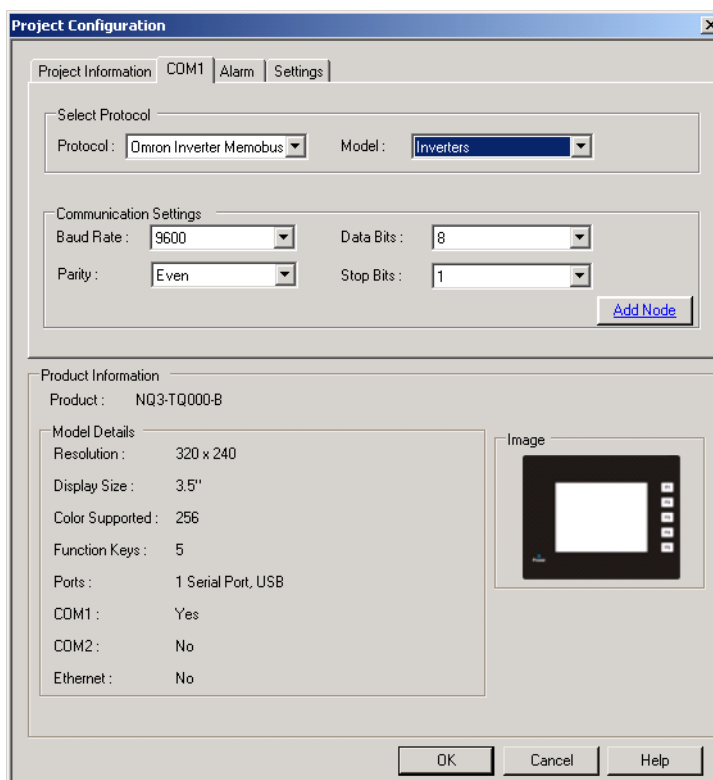 Project Configuration
Project Information COM1 Alarm Settings
Select Protocol
Protocol : Omron Inverter Memobus Model : Inverters
Communication Settings
Baud Rate : 9600 Data Bits : 8
Parity : Even Stop Bits : 1
Add Node
Product Information
Product : NQ3-TQ000-B
Model Details
Image
Resolution : 320 x 240
Display Size : 3.5''
Color Supported : 256
Function Keys : 5
Ports : 1 Serial Port, USB
COM1 : Yes
COM2 : No
Ethernet : No
OK Cancel Help